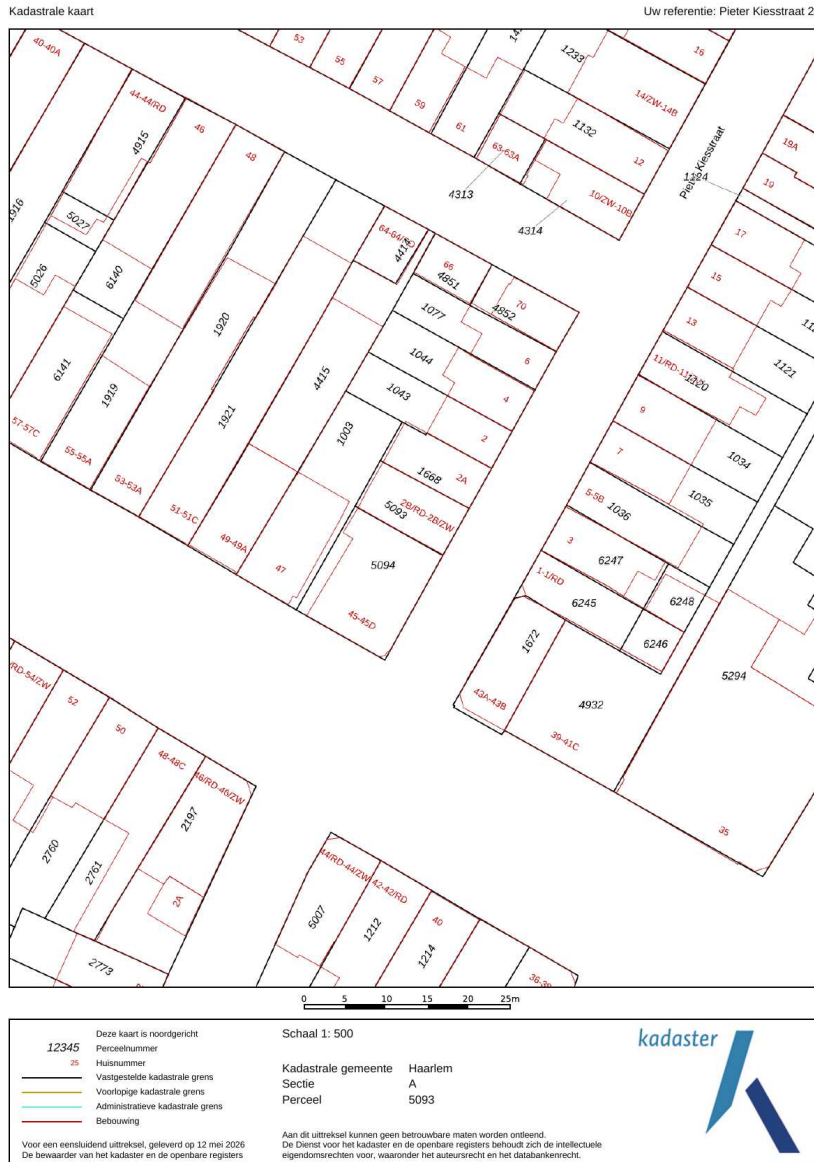 Kadastrale kaart
Uw referentie: Pieter Kiesstraat 2
40-40A
53
55
57
59
61
1233
16
14/ZW-14B
44-44/RD
4915
46
48
63-63A
1132
12
10/ZW-10B
Pieter Kiesstraat
1124
19A
19
17
15
13
4313
4314
1916
5027
5026
6140
64-64/RD
66
4851
70
4852
1077
6
1044
4
1043
2
1920
1921
4415
1003
6141
1919
11/RD-11
1120
1121
9
7
1034
1035
5-5B
1036
3
6247
57-57C
55-55A
53-53A
51-51C
49-49A
47
1668
2A
2B/RD-2B/ZW
5093
5094
45-45D
1-1/RD
6245
6248
6246
1672
43A-43B
4932
39-41C
5294
35
/RD-54/ZW
52
50
48-48C
46/RD-46/ZW
2197
2760
2761
2A
2773
44/RD-44/ZW
42-42/RD
40
5007
1212
1214
0 5 10 15 20 25m
Deze kaart is noordgericht
12345 Perceelnummer
25 Huisnummer
Vastgestelde kadastrale grens
Voorlopige kadastrale grens
Administratieve kadastrale grens
Bebouwing
Voor een eensluidend uittreksel, geleverd op 12 mei 2026
De bewaarder van het kadaster en de openbare registers
Schaal 1: 500
Kadastrale gemeente Haarlem
Sectie A
Perceel 5093
Aan dit uittreksel kunnen geen betrouwbare maten worden ontleend.
De Dienst voor het kadaster en de openbare registers behoudt zich de intellectuele
eigendomsrechten voor, waaronder het auteursrecht en het databankenrecht.
kadaster